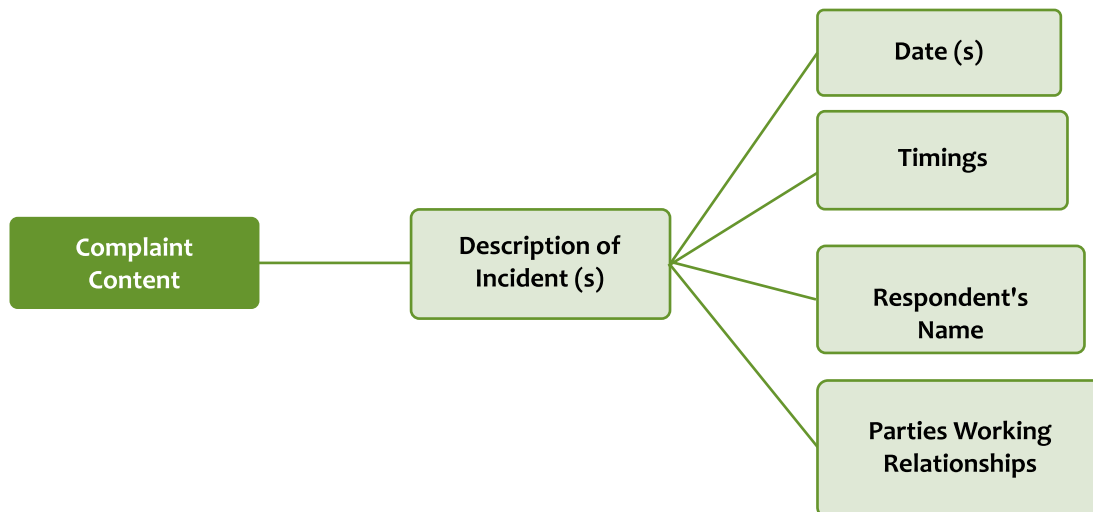 Complaint
Content
Description of
Incident (s)
Date (s)
Timings
Respondent's
Name
Parties Working
Relationships